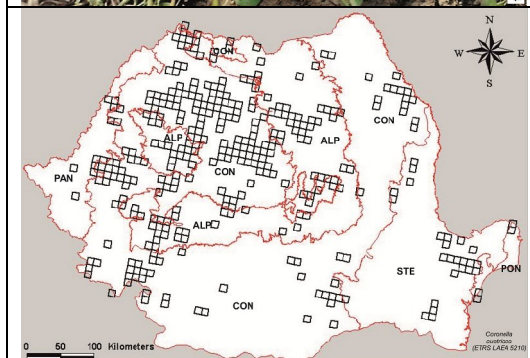 N
W E
S
CON
CON
ALP
ALP
PAN
CON
ALP
STE
PON
CON
Coronella
austriaca
(ETRS LAEA 5210)
0 50 100 Kilometers